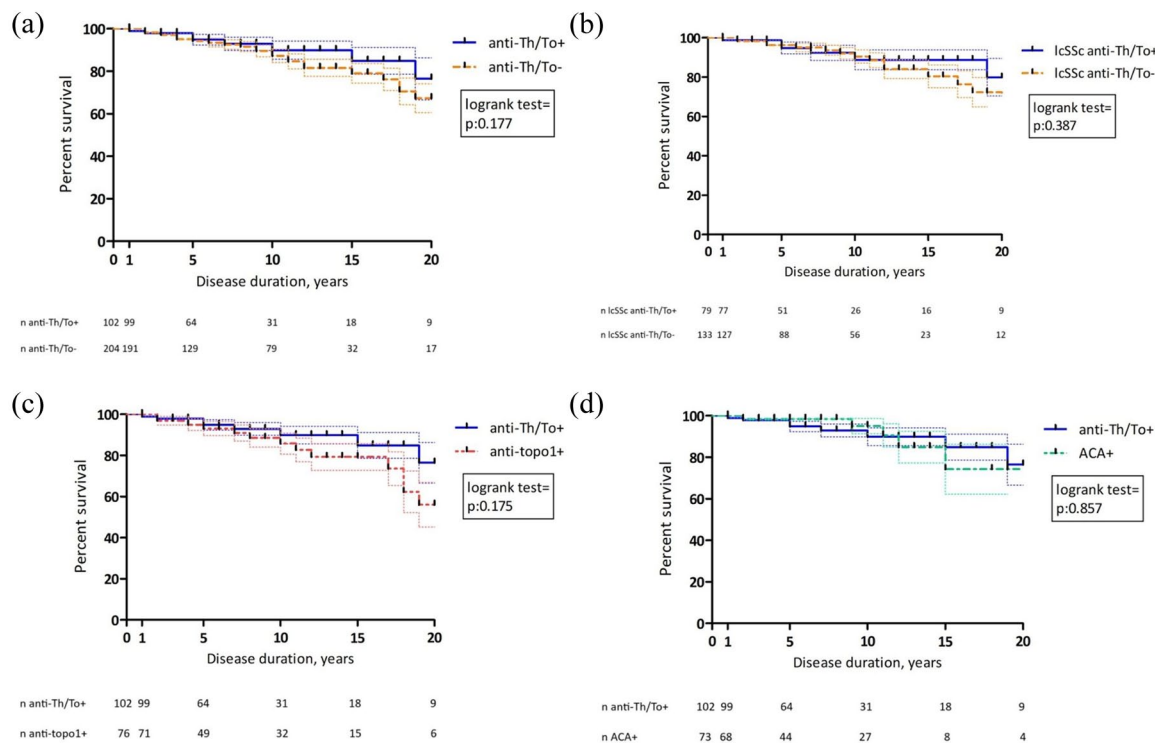 (a)
100
80
60
40
20
0
Percent survival
0 1 5 10 15 20
Disease duration, years
anti-Th/To+
anti-Th/To-
logrank test=
p:0.177
n anti-Th/To+ 102 99 64 31 18 9
n anti-Th/To- 204 191 129 79 32 17
(b)
100
80
60
40
20
0
Percent survival
0 1 5 10 15 20
Disease duration, years
lcSSc anti-Th/To+
lcSSc anti-Th/To-
logrank test=
p:0.387
n lcSSc anti-Th/To+ 79 77 51 26 16 9
n lcSSc anti-Th/To- 133 127 88 56 23 12
(c)
100
80
60
40
20
0
Percent survival
0 1 5 10 15 20
Disease duration, years
anti-Th/To+
anti-topo1+
logrank test=
p:0.175
n anti-Th/To+ 102 99 64 31 18 9
n anti-topo1+ 76 71 49 32 15 6
(d)
100
80
60
40
20
0
Percent survival
0 1 5 10 15 20
Disease duration, years
anti-Th/To+
ACA+
logrank test=
p:0.857
n anti-Th/To+ 102 99 64 31 18 9
n ACA+ 73 68 44 27 8 4